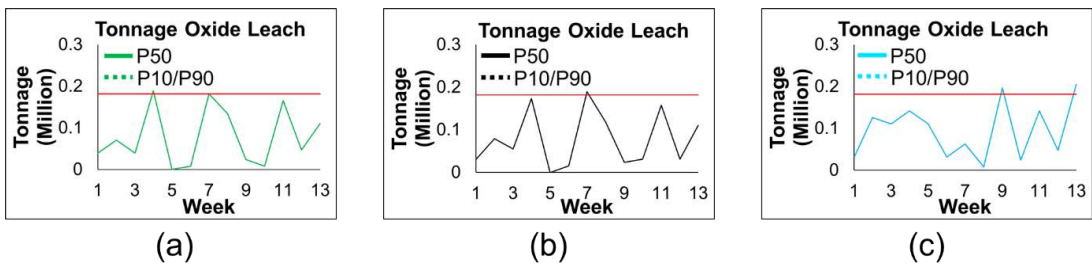 Tonnage Oxide Leach
0.3
0.2
0.1
0
Tonnage
(Million)
P50
P10/P90
1 3 5 7 9 11 13
Week
(a)
Tonnage Oxide Leach
0.3
0.2
0.1
0
Tonnage
(Million)
P50
P10/P90
1 3 5 7 9 11 13
Week
(b)
Tonnage Oxide Leach
0.3
0.2
0.1
0
Tonnage
(Million)
P50
P10/P90
1 3 5 7 9 11 13
Week
(c)